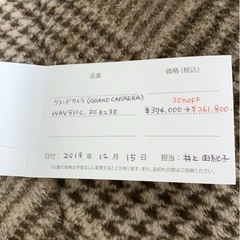 品番 価格(税込)
グランドカレラ (GRAND CARRERA) 30%OFF
WAV511C. FC6230 ¥374,000→¥261,800
日付: 2019年 12月 15日 担当: 井上由紀子